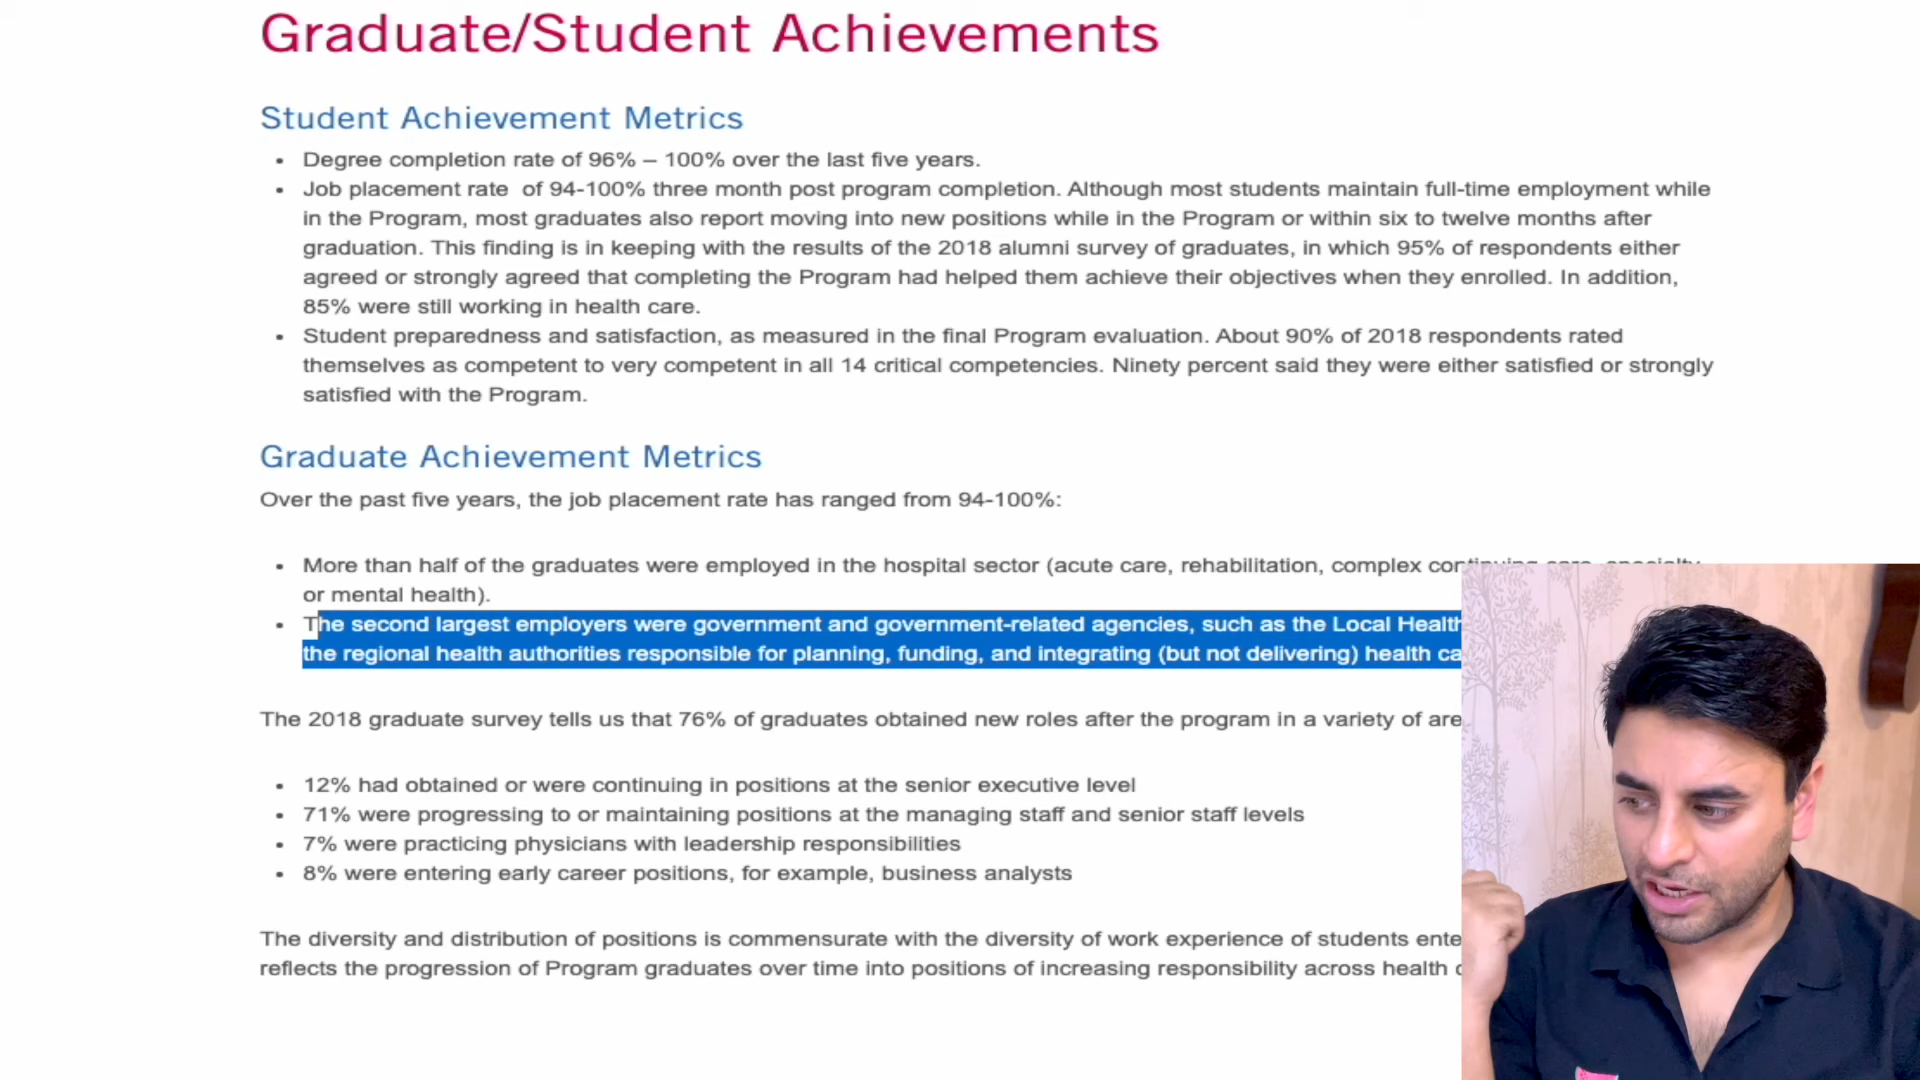 Graduate/Student Achievements
Student Achievement Metrics
• Degree completion rate of 96% – 100% over the last five years.
• Job placement rate of 94-100% three month post program completion. Although most students maintain full-time employment while
in the Program, most graduates also report moving into new positions while in the Program or within six to twelve months after
graduation. This finding is in keeping with the results of the 2018 alumni survey of graduates, in which 95% of respondents either
agreed or strongly agreed that completing the Program had helped them achieve their objectives when they enrolled. In addition,
85% were still working in health care.
• Student preparedness and satisfaction, as measured in the final Program evaluation. About 90% of 2018 respondents rated
themselves as competent to very competent in all 14 critical competencies. Ninety percent said they were either satisfied or strongly
satisfied with the Program.
Graduate Achievement Metrics
Over the past five years, the job placement rate has ranged from 94-100%:
• More than half of the graduates were employed in the hospital sector (acute care, rehabilitation, complex continuing care, specialty
or mental health).
• The second largest employers were government and government-related agencies, such as the Local Health
the regional health authorities responsible for planning, funding, and integrating (but not delivering) health
The 2018 graduate survey tells us that 76% of graduates obtained new roles after the program in a variety of
• 12% had obtained or were continuing in positions at the senior executive level
• 71% were progressing to or maintaining positions at the managing staff and senior staff levels
• 7% were practicing physicians with leadership responsibilities
• 8% were entering early career positions, for example, business analysts
The diversity and distribution of positions is commensurate with the diversity of work experience of students
reflects the progression of Program graduates over time into positions of increasing responsibility across health